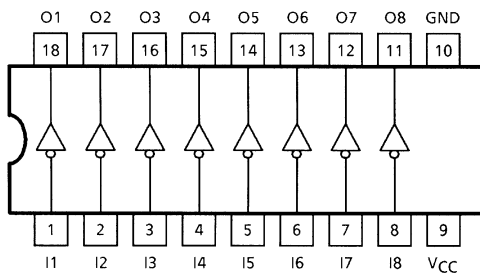 O1 O2 O3 O4 O5 O6 O7 O8 GND
18 17 16 15 14 13 12 11 10
1 2 3 4 5 6 7 8 9
I1 I2 I3 I4 I5 I6 I7 I8 VCC